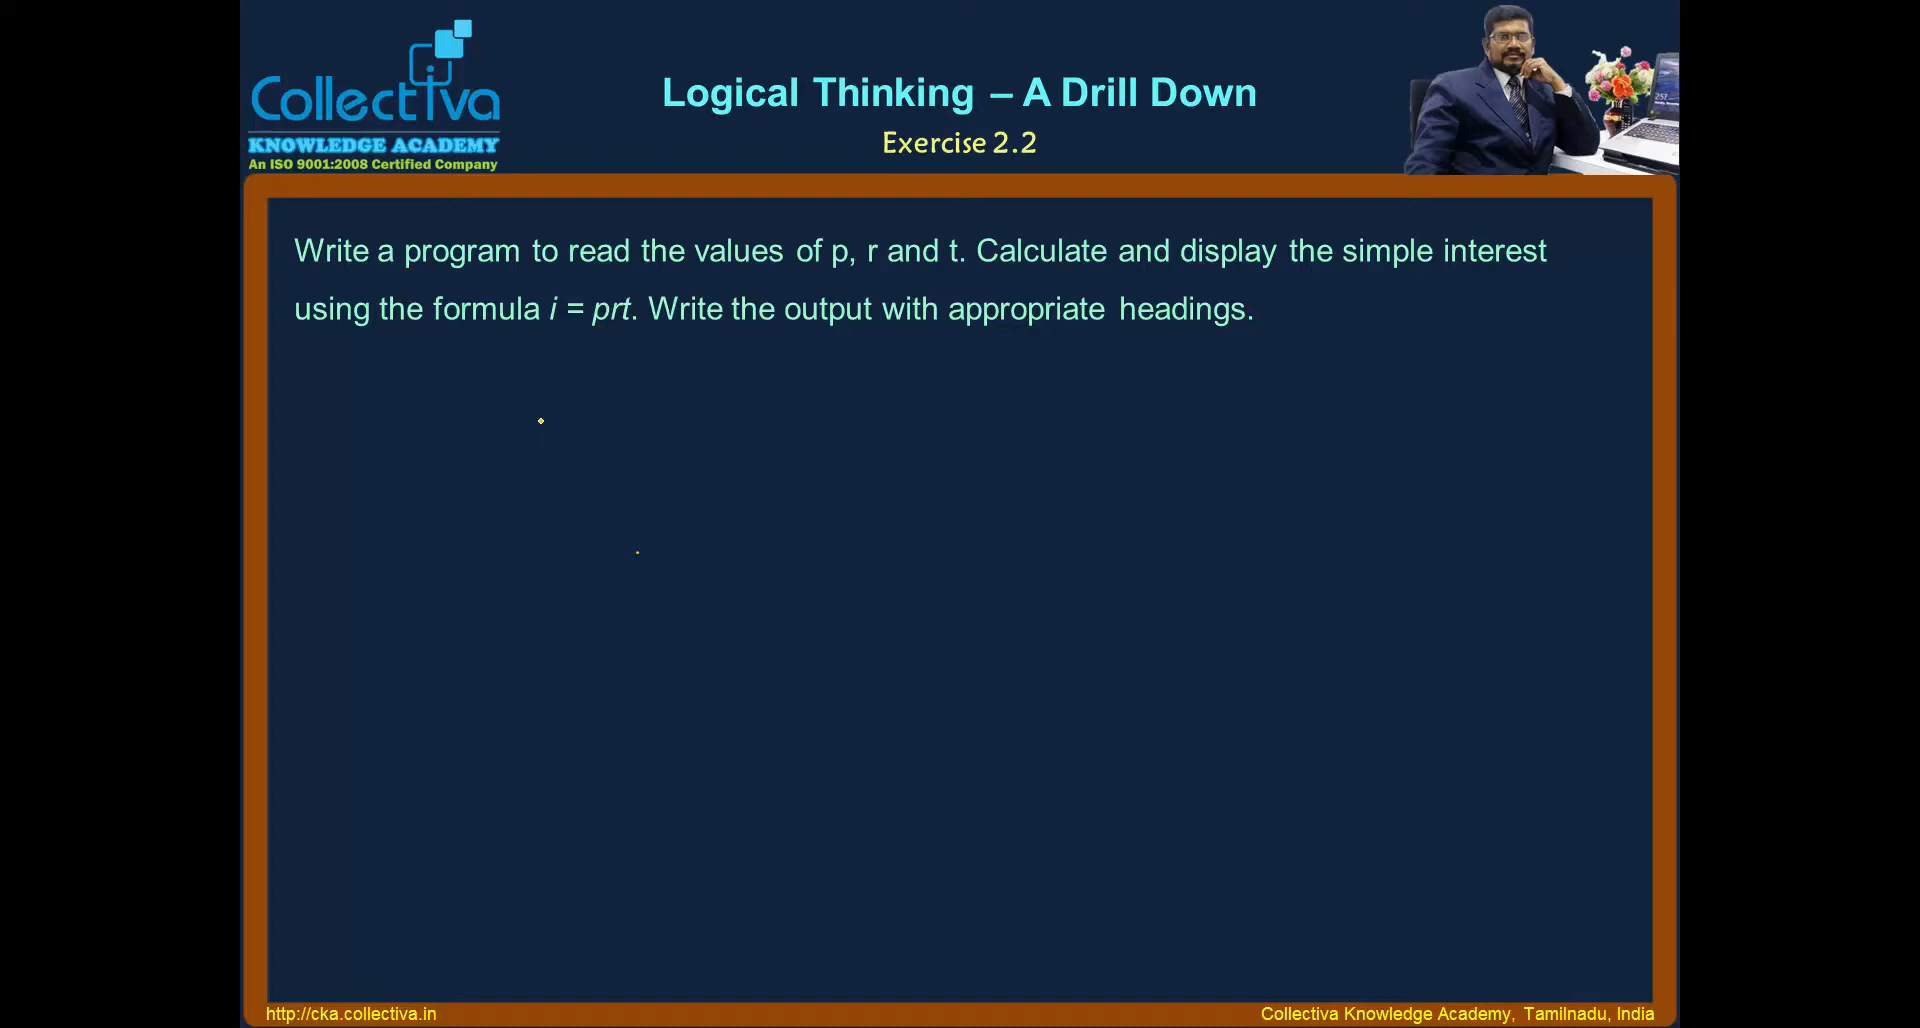 Collectiva
KNOWLEDGE ACADEMY
An ISO 9001:2008 Certified Company
Logical Thinking – A Drill Down
Exercise 2.2
2:57
Write a program to read the values of p, r and t. Calculate and display the simple interest
using the formula i = prt. Write the output with appropriate headings.
http://cka.collectiva.in
Collectiva Knowledge Academy, Tamilnadu, India